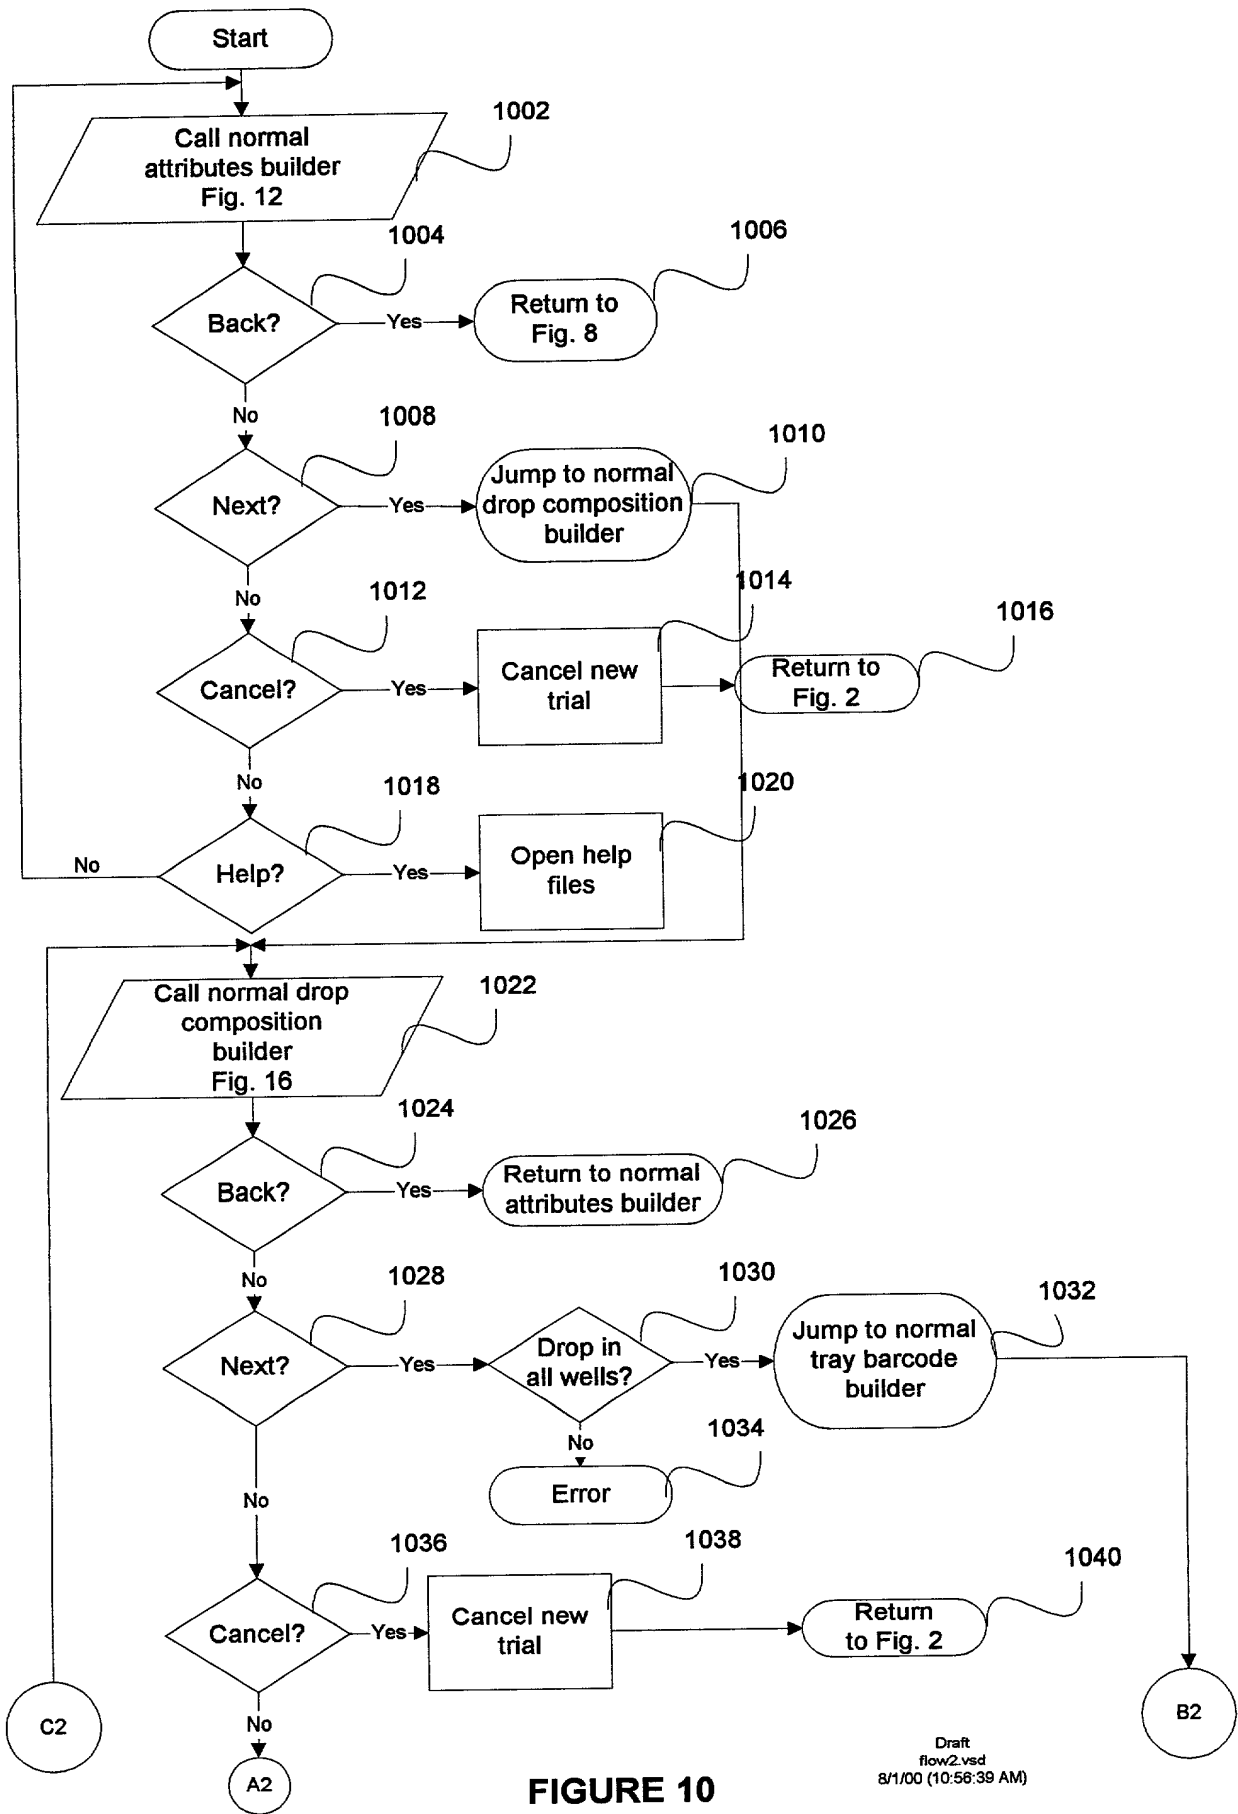 Start
Call normal
attributes builder
Fig. 12
1002
Back?
1004
Yes
Return to
Fig. 8
1006
No
Next?
1008
Yes
Jump to normal
drop composition
builder
1010
No
Cancel?
1012
Yes
Cancel new
trial
1014
Return to
Fig. 2
1016
No
Help?
1018
No
Yes
Open help
files
1020
Call normal drop
composition
builder
Fig. 16
1022
Back?
1024
Yes
Return to normal
attributes builder
1026
No
Next?
1028
Yes
Drop in
all wells?
1030
Yes
Jump to normal
tray barcode
builder
1032
No
Error
1034
No
Cancel?
1036
Yes
Cancel new
trial
1038
Return
to Fig. 2
1040
No
C2
A2
B2
Draft
flow2.vsd
8/1/00 (10:56:39 AM)
FIGURE 10